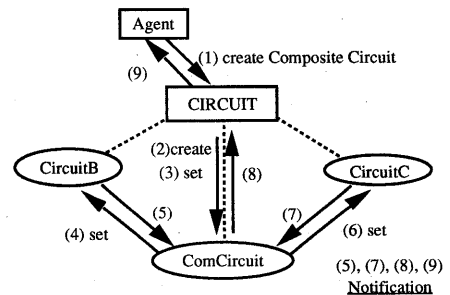 Agent
(1) create Composite Circuit
(9)
CIRCUIT
(2)create
(3) set
(8)
CircuitB
CircuitC
(5)
(7)
(4) set
(6) set
ComCircuit
(5), (7), (8), (9)
Notification